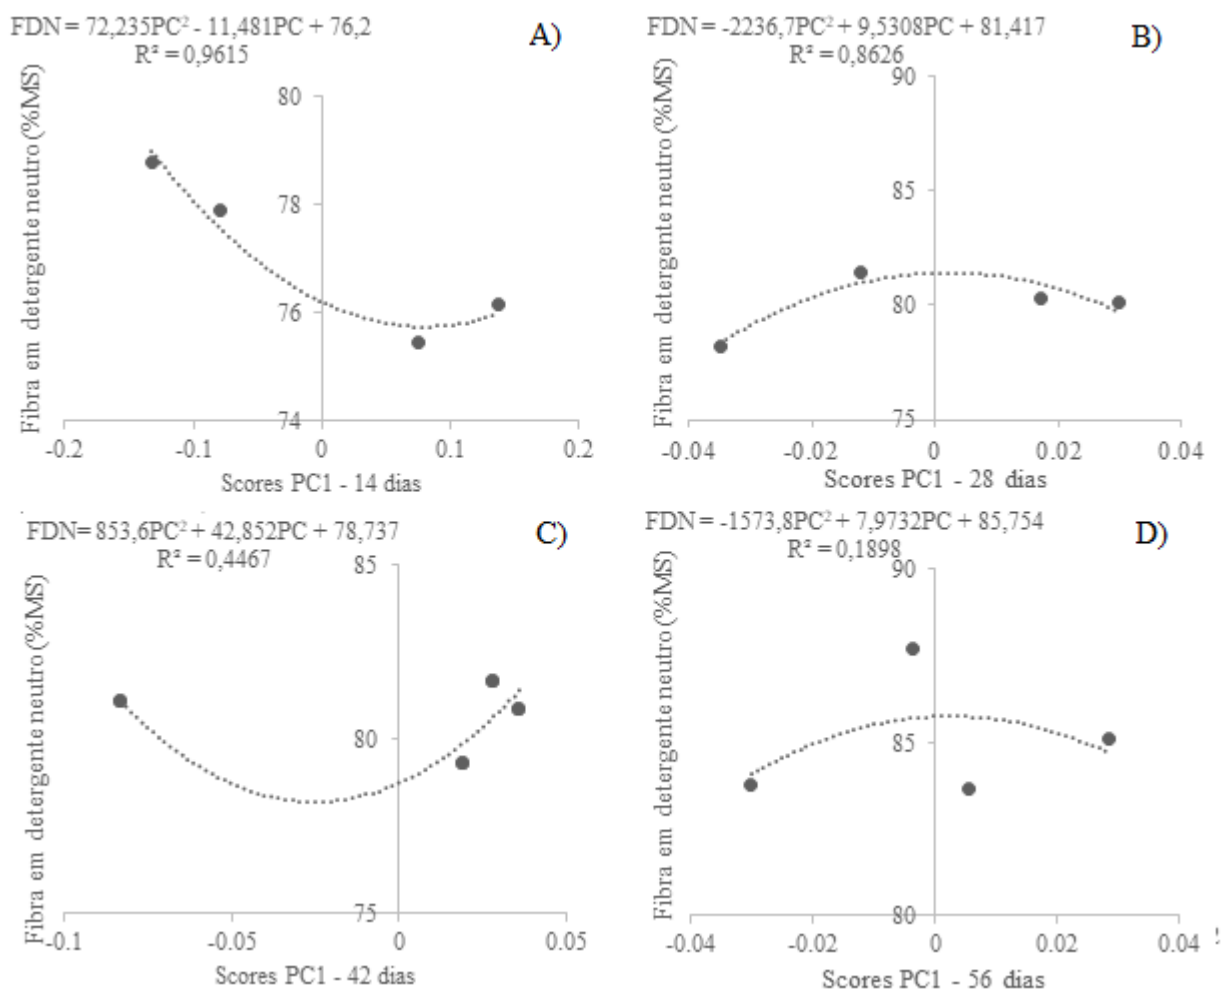 FDN = 72,235PC² - 11,481PC + 76,2
R² = 0,9615
A)
Fibra em detergente neutro (%MS)
80
78
76
74
-0.2
-0.1
0
0.1
0.2
Scores PC1 - 14 dias
FDN = -2236,7PC² + 9,5308PC + 81,417
R² = 0,8626
B)
Fibra em detergente neutro (%MS)
90
85
80
75
-0.04
-0.02
0
0.02
0.04
Scores PC1 - 28 dias
FDN= 853,6PC² + 42,852PC + 78,737
R² = 0,4467
C)
Fibra em detergente neutro (%MS)
85
80
75
-0.1
-0.05
0
0.05
Scores PC1 - 42 dias
FDN = -1573,8PC² + 7,9732PC + 85,754
R² = 0,1898
D)
Fibra em detergente neutro (%MS)
90
85
80
-0.04
-0.02
0
0.02
0.04
Scores PC1 - 56 dias